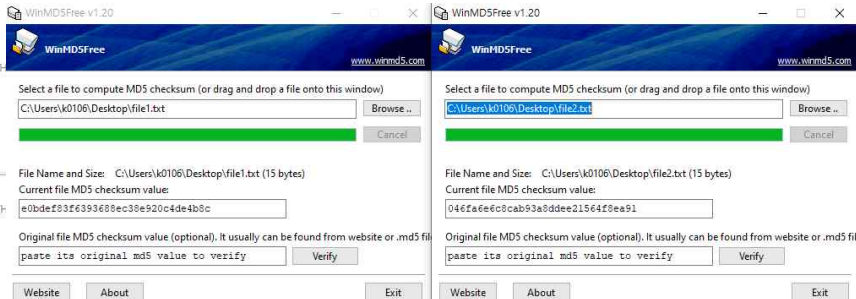 WinMD5Free v1.20
WinMD5Free
www.winmd5.com
Select a file to compute MD5 checksum (or drag and drop a file onto this window)
C:\Users\k0106\Desktop\file1.txt
Browse ..
Cancel
File Name and Size: C:\Users\k0106\Desktop\file1.txt (15 bytes)
Current file MD5 checksum value:
e0bdef83f6393688ec38e920c4de4b8c
Original file MD5 checksum value (optional). It usually can be found from website or .md5 fil
paste its original md5 value to verify
Verify
Website
About
Exit
WinMD5Free v1.20
WinMD5Free
www.winmd5.com
Select a file to compute MD5 checksum (or drag and drop a file onto this window)
C:\Users\k0106\Desktop\file2.txt
Browse ..
Cancel
File Name and Size: C:\Users\k0106\Desktop\file2.txt (15 bytes)
Current file MD5 checksum value:
046fa6e6c8cab93a8ddee21564f8ea91
Original file MD5 checksum value (optional). It usually can be found from website or .md5 fil
paste its original md5 value to verify
Verify
Website
About
Exit